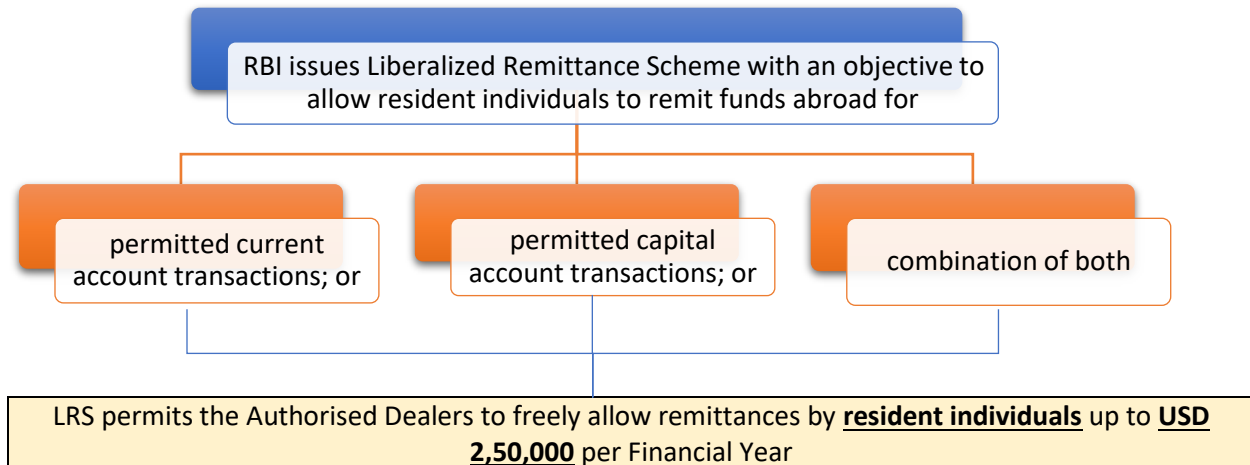 RBI issues Liberalized Remittance Scheme with an objective to
allow resident individuals to remit funds abroad for
permitted current
account transactions; or
permitted capital
account transactions; or
combination of both
LRS permits the Authorised Dealers to freely allow remittances by resident individuals up to USD
2,50,000 per Financial Year